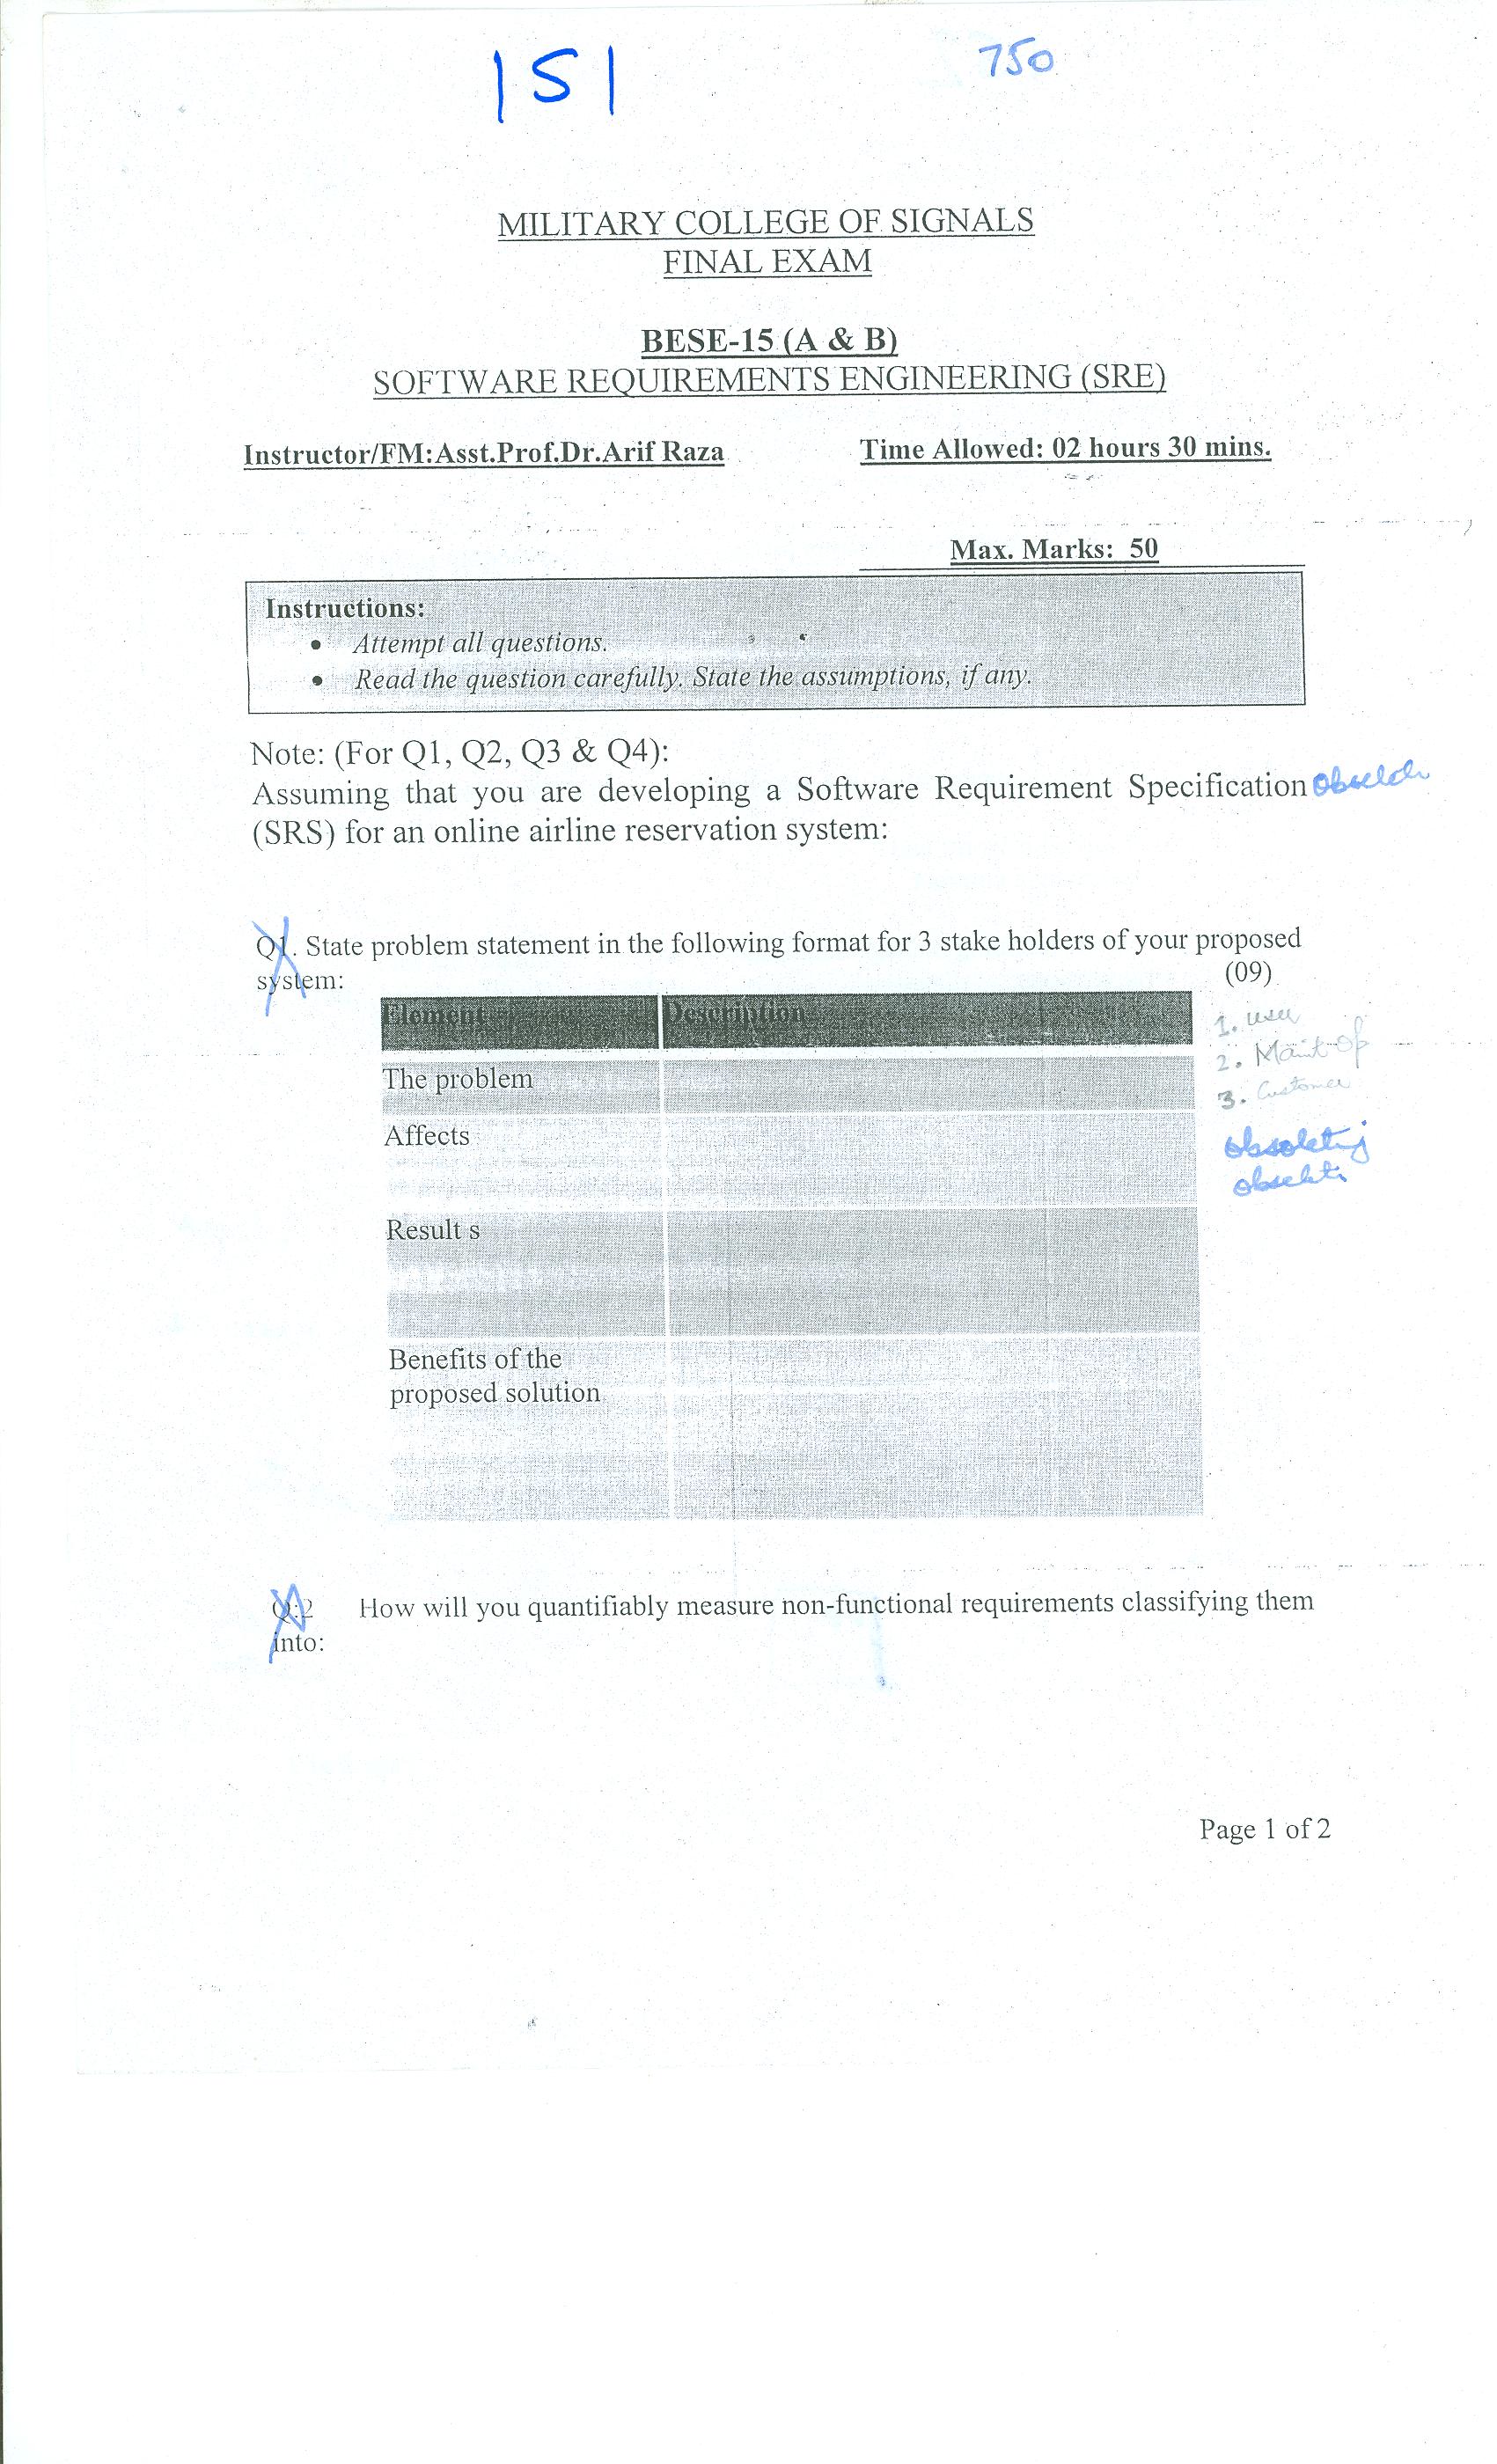 151
750
MILITARY COLLEGE OF SIGNALS
FINAL EXAM
BESE-15 (A & B)
SOFTWARE REQUIREMENTS ENGINEERING (SRE)
Instructor/FM:Asst.Prof.Dr.Arif Raza
Time Allowed: 02 hours 30 mins.
Max. Marks: 50
Instructions:
• Attempt all questions.
• Read the question carefully. State the assumptions, if any.
Note: (For Q1, Q2, Q3 & Q4):
Assuming that you are developing a Software Requirement Specification
(SRS) for an online airline reservation system:
Q1. State problem statement in the following format for 3 stake holders of your proposed
system: (09)
Element Description
1. user
2. Maint Op
3. Customer
The problem
Affects
obsoleting
Result s
Benefits of the
proposed solution
Q:2 How will you quantifiably measure non-functional requirements classifying them
into:
Page 1 of 2